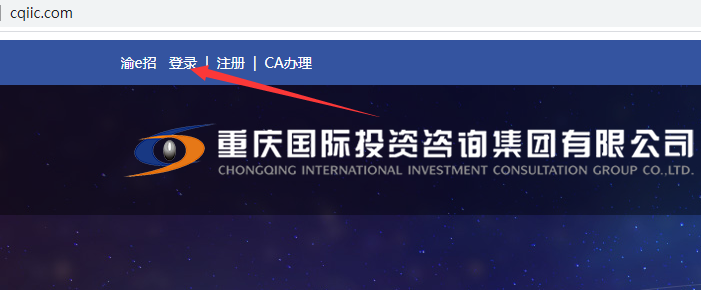 cqiic.com
渝e招 登录 | 注册 | CA办理
重庆国际投资咨询集团有限公司
CHONGQING INTERNATIONAL INVESTMENT CONSULTATION GROUP CO.,LTD.